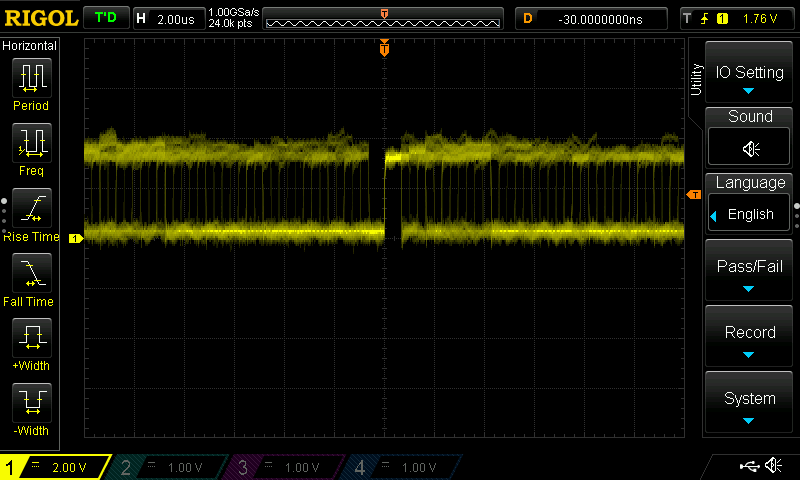 RIGOL T'D H 2.00us 1.00GSa/s 24.0k pts T D -30.0000000ns T 1 1.76 V
Horizontal
Period
Freq
Rise Time
Fall Time
+Width
-Width
T
T
1
Utility
IO Setting
Sound
Language
English
Pass/Fail
Record
System
1 2.00 V 2 1.00 V 3 1.00 V 4 1.00 V